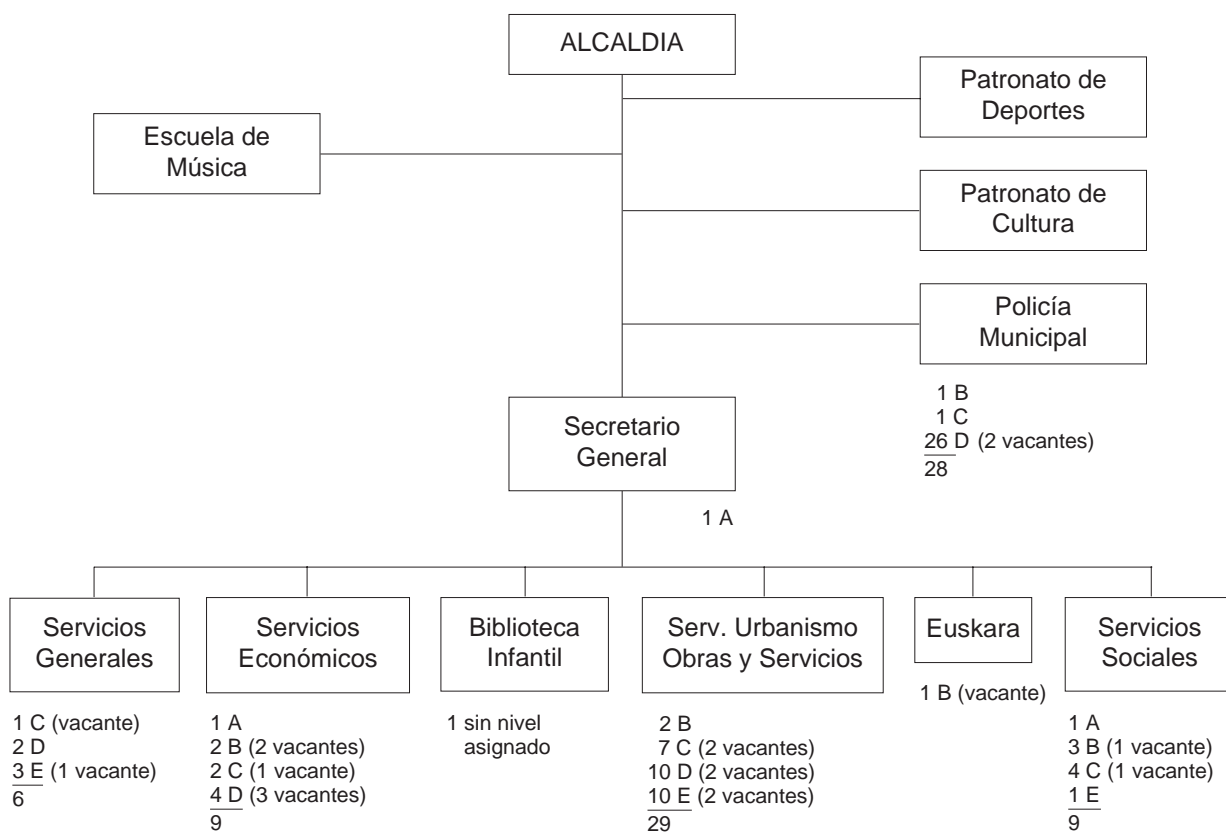 ALCALDIA
Patronato de
Deportes
Escuela de
Música
Patronato de
Cultura
Policía
Municipal
1 B
1 C
26 D (2 vacantes)
28
Secretario
General
1 A
Servicios
Generales
1 C (vacante)
2 D
3 E (1 vacante)
6
Servicios
Económicos
1 A
2 B (2 vacantes)
2 C (1 vacante)
4 D (3 vacantes)
9
Biblioteca
Infantil
1 sin nivel
asignado
Serv. Urbanismo
Obras y Servicios
2 B
7 C (2 vacantes)
10 D (2 vacantes)
10 E (2 vacantes)
29
Euskara
1 B (vacante)
Servicios
Sociales
1 A
3 B (1 vacante)
4 C (1 vacante)
1 E
9